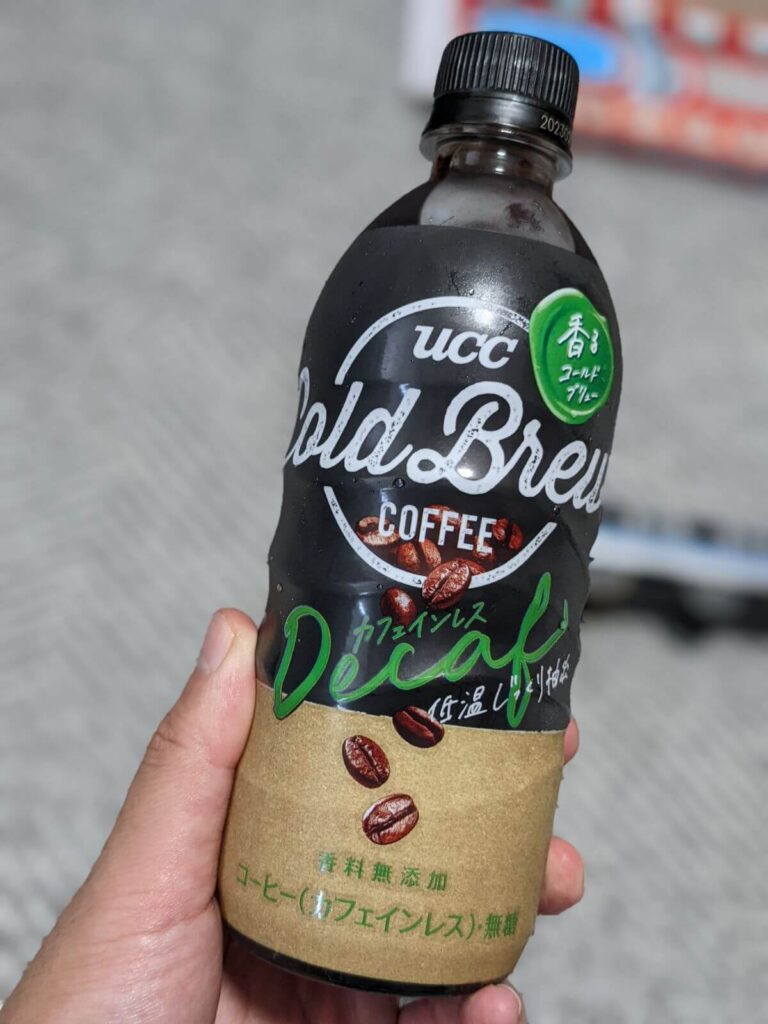 ucc
香る
コールド
ブリュー
Cold Brew
COFFEE
カフェインレス
Decaf
低温じっくり抽出
香料無添加
コーヒー(カフェインレス)・無糖